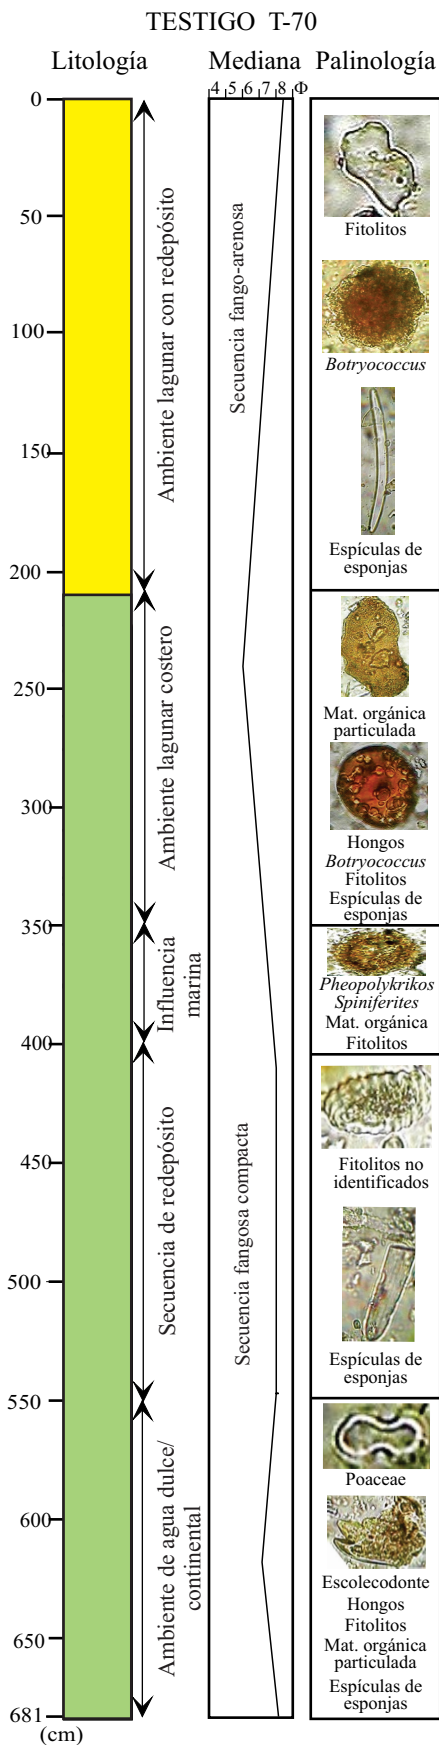 TESTIGO T-70
Litología
Mediana
Palinología
4 5 6 7 8 Φ
0
50
100
150
200
250
300
350
400
450
500
550
600
650
681
(cm)
Ambiente lagunar con redepósito
Ambiente lagunar costero
Influencia
marina
Secuencia de redepósito
Ambiente de agua dulce/
continental
Secuencia fango-arenosa
Secuencia fangosa compacta
Fitolitos
Botryococcus
Espículas de
esponjas
Mat. orgánica
particulada
Hongos
Botryococcus
Fitolitos
Espículas de
esponjas
Pheopolykrikos
Spiniferites
Mat. orgánica
Fitolitos
Fitolitos no
identificados
Espículas de
esponjas
Poaceae
Escolecodonte
Hongos
Fitolitos
Mat. orgánica
particulada
Espículas de
esponjas